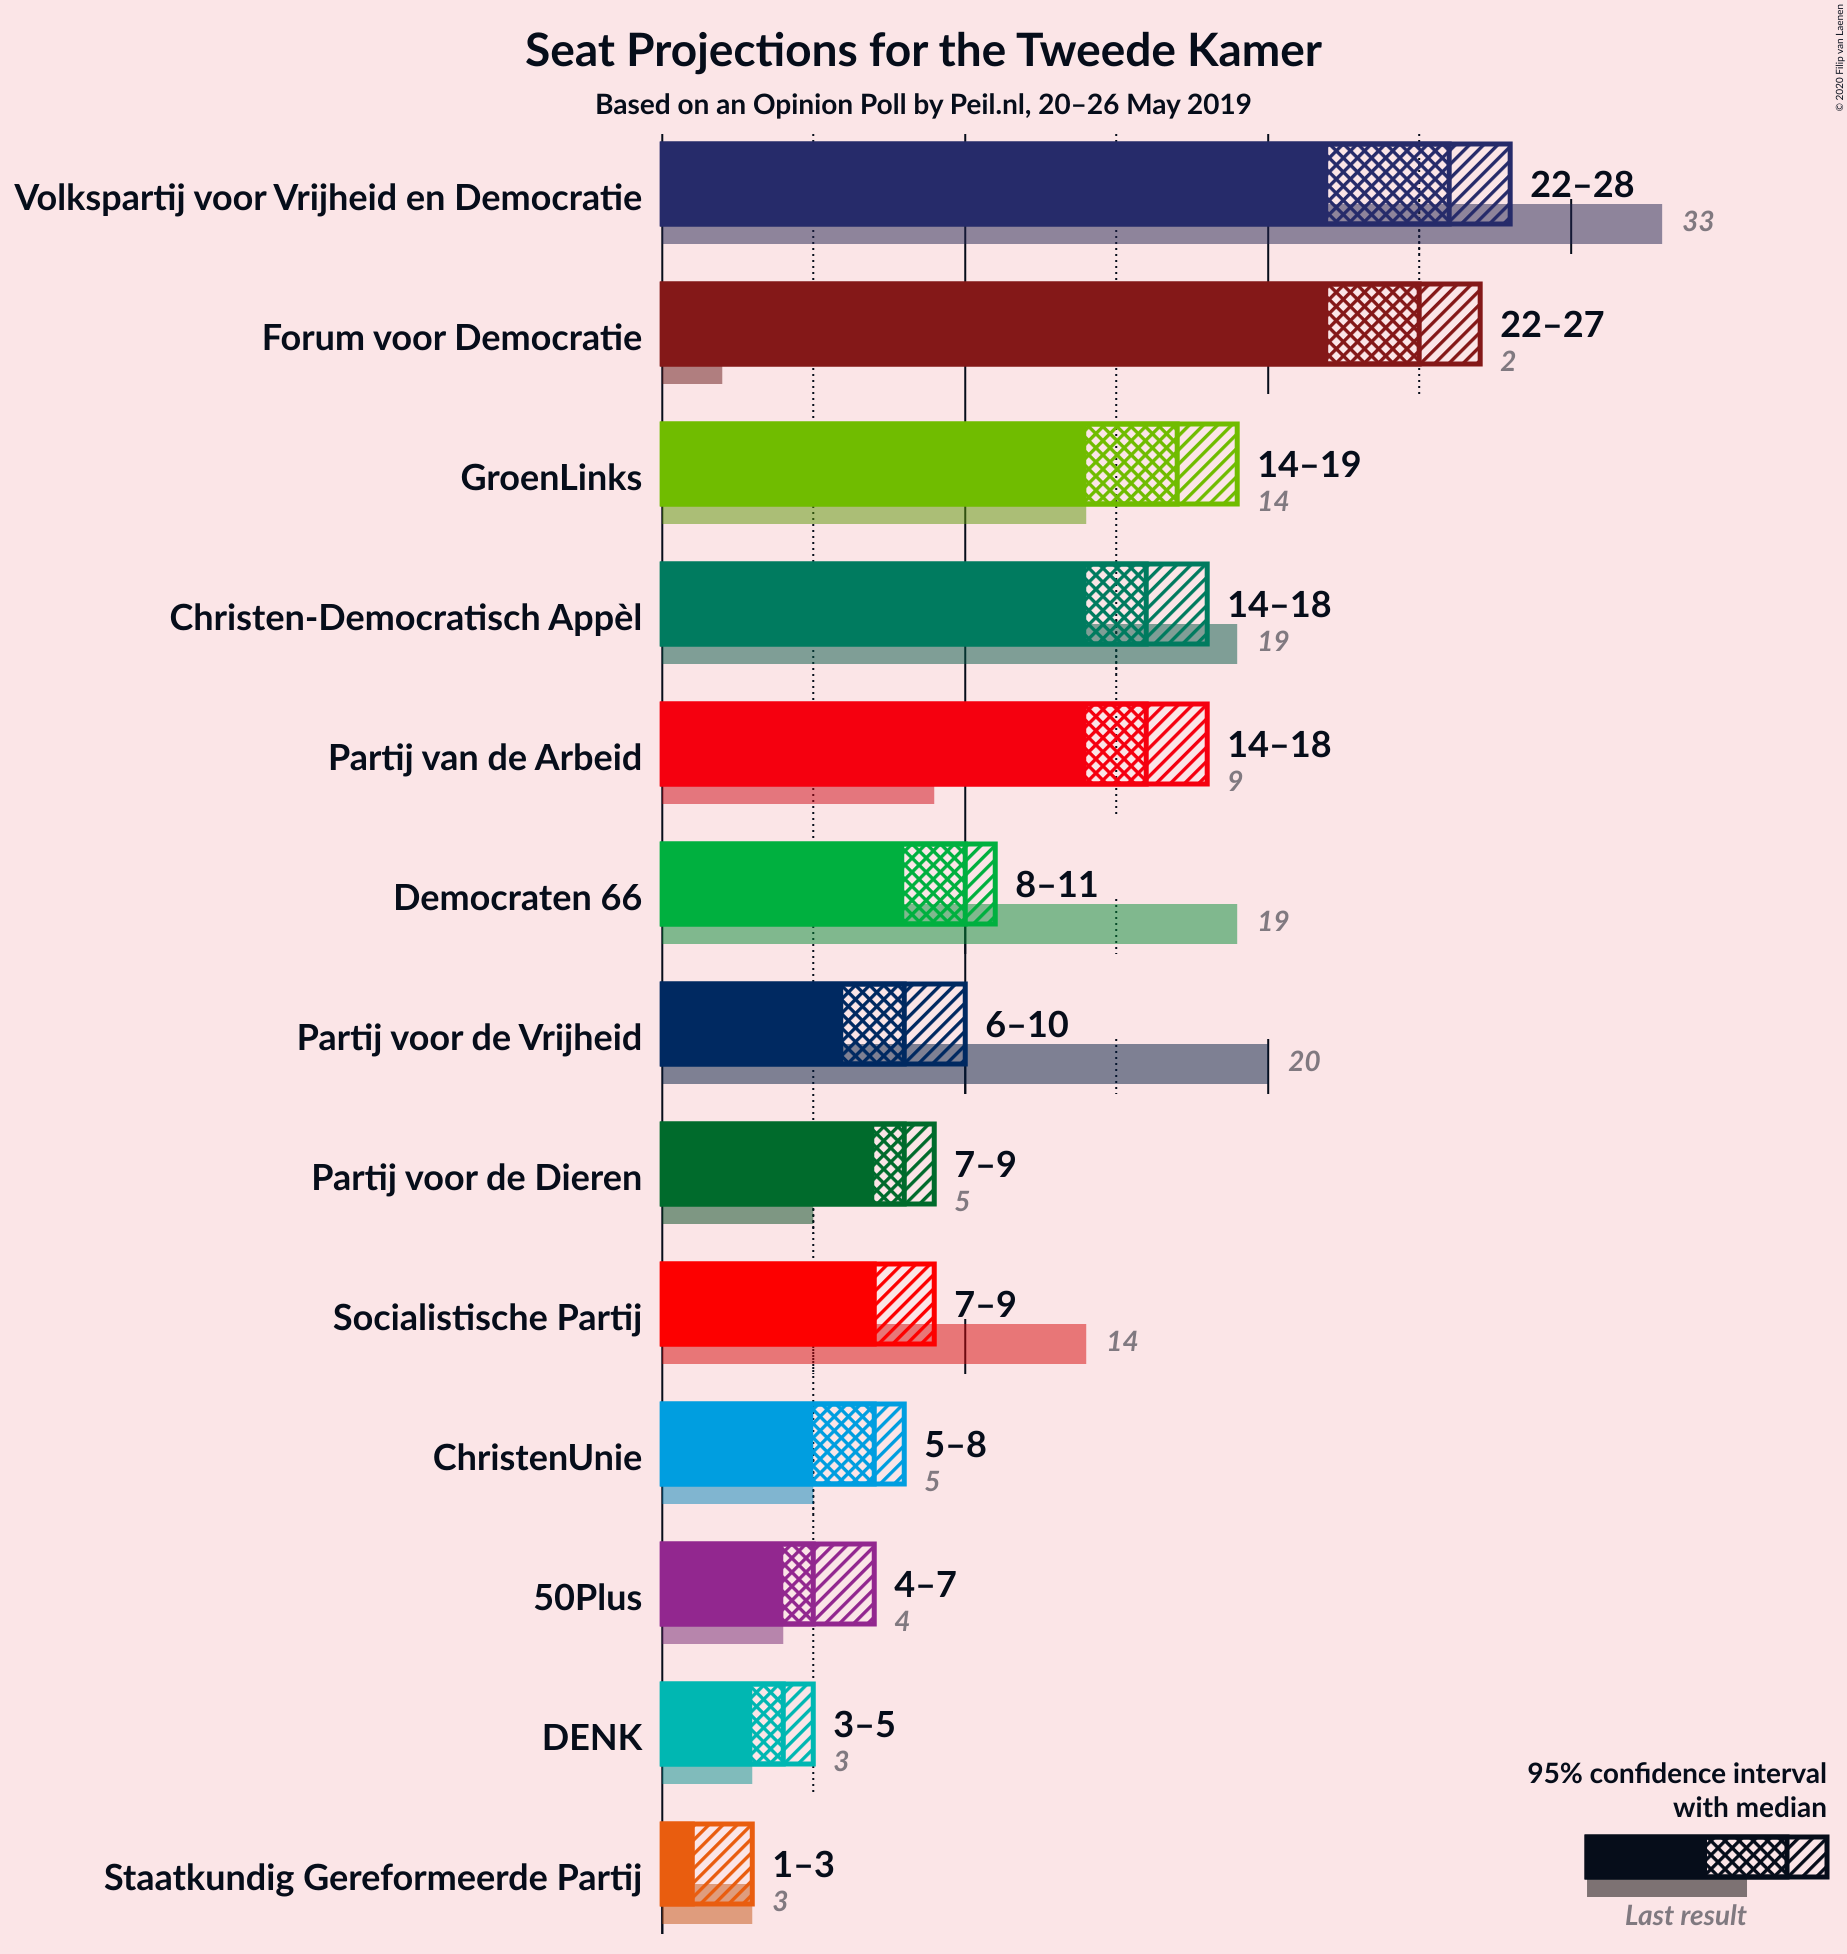 Seat Projections for the Tweede Kamer
Based on an Opinion Poll by Peil.nl, 20–26 May 2019
© 2020 Filip van Laenen
Volkspartij voor Vrijheid en Democratie
22–28
33
Forum voor Democratie
22–27
2
GroenLinks
14–19
14
Christen-Democratisch Appèl
14–18
19
Partij van de Arbeid
14–18
9
Democraten 66
8–11
19
Partij voor de Vrijheid
6–10
20
Partij voor de Dieren
7–9
5
Socialistische Partij
7–9
14
ChristenUnie
5–8
5
50Plus
4–7
4
DENK
3–5
3
Staatkundig Gereformeerde Partij
1–3
3
95% confidence interval
with median
Last result